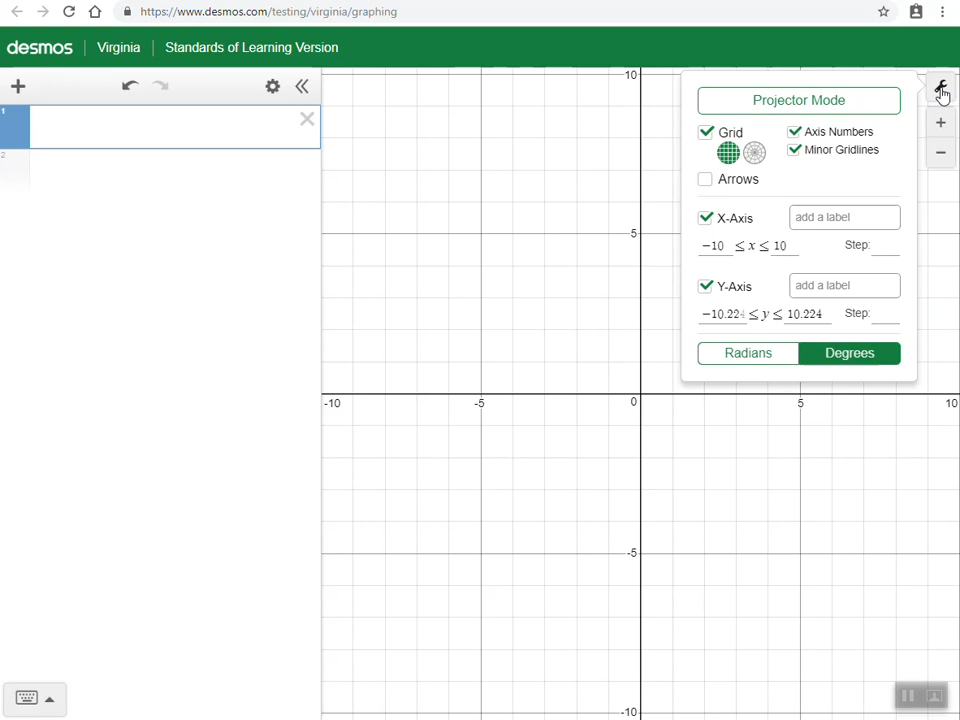 https://www.desmos.com/testing/virginia/graphing
desmos Virginia Standards of Learning Version
1
2
Projector Mode
Grid
Axis Numbers
Minor Gridlines
Arrows
X-Axis add a label
-10 ≤ x ≤ 10 Step:
Y-Axis add a label
-10.224 ≤ y ≤ 10.224 Step:
Radians Degrees
10
5
-10 -5 0 5 10
-5
-10